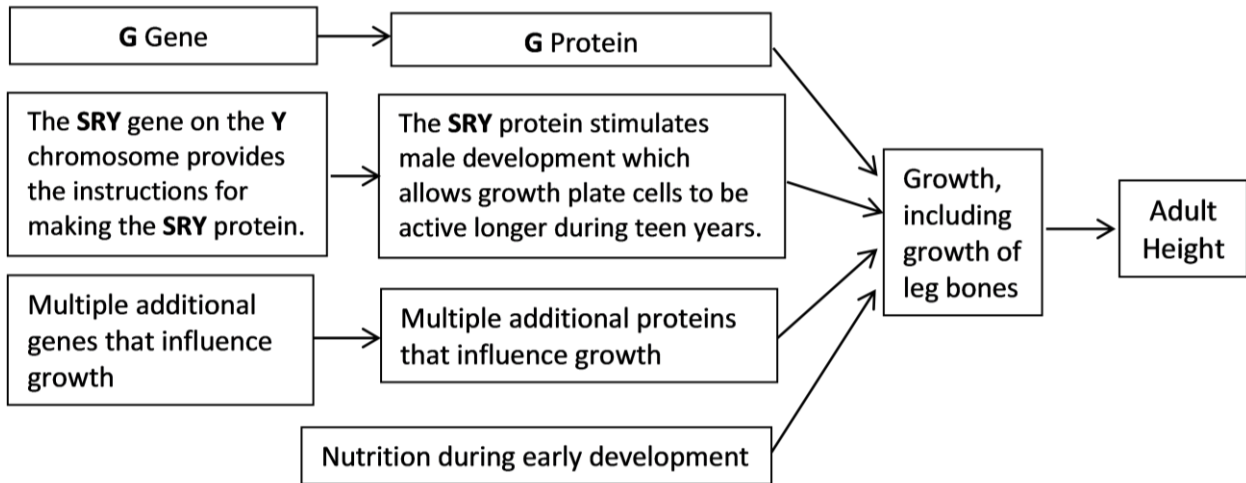 G Gene
G Protein
The SRY gene on the Y
chromosome provides
the instructions for
making the SRY protein.
The SRY protein stimulates
male development which
allows growth plate cells to be
active longer during teen years.
Growth,
including
growth of
leg bones
Adult
Height
Multiple additional
genes that influence
growth
Multiple additional proteins
that influence growth
Nutrition during early development